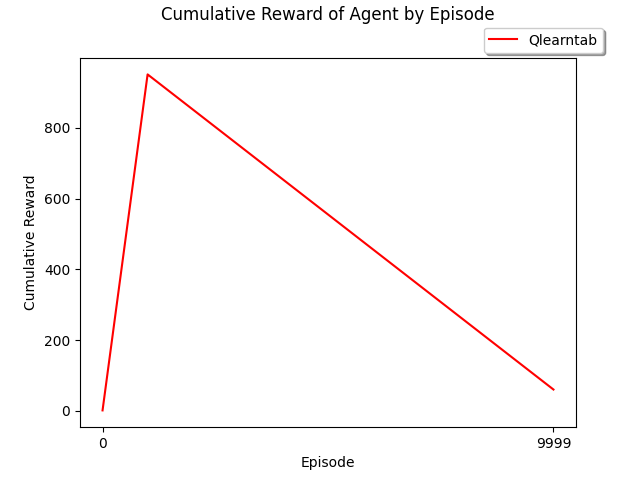 Cumulative Reward of Agent by Episode
Qlearntab
Cumulative Reward
800
600
400
200
0
0
9999
Episode